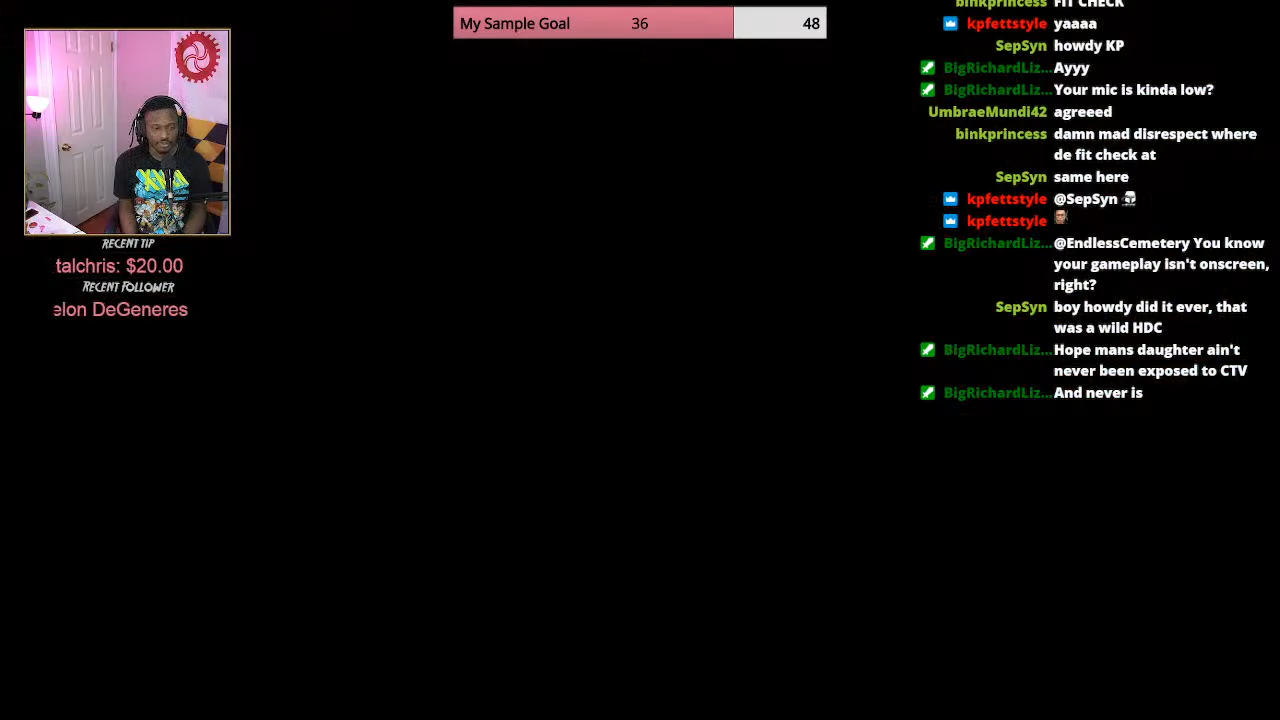 My Sample Goal 36 48
binkprincess FIT CHECK
kpfettstyle yaaaa
SepSyn howdy KP
BigRichardLiz... Ayyy
BigRichardLiz... Your mic is kinda low?
UmbraeMundi42 agreeed
binkprincess damn mad disrespect where
de fit check at
SepSyn same here
kpfettstyle @SepSyn
kpfettstyle
BigRichardLiz... @EndlessCemetery You know
your gameplay isn't onscreen,
right?
SepSyn boy howdy did it ever, that
was a wild HDC
BigRichardLiz... Hope mans daughter ain't
never been exposed to CTV
BigRichardLiz... And never is
RECENT TIP
talchris: $20.00
RECENT FOLLOWER
elon DeGeneres